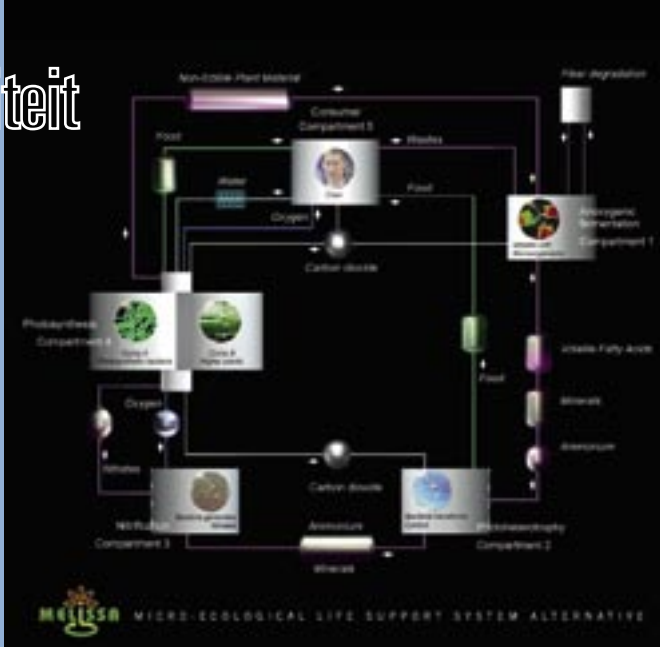 teit
Non-Edible Plant Material
Fiber degradation
Consumer
Compartment 5
Food
Wastes
Water
Food
Crew
Oxygen
Anoxygenic
fermentation
Compartment 1
Carbon dioxide
Photosynthesis
Compartment 4
Volatile Fatty Acids
Food
Minerals
Oxygen
Ammonium
Nitrates
Carbon dioxide
Nitrification
Compartment 3
Ammonium
Photoheterotrophy
Compartment 2
Minerals
MELISSA MICRO-ECOLOGICAL LIFE SUPPORT SYSTEM ALTERNATIVE